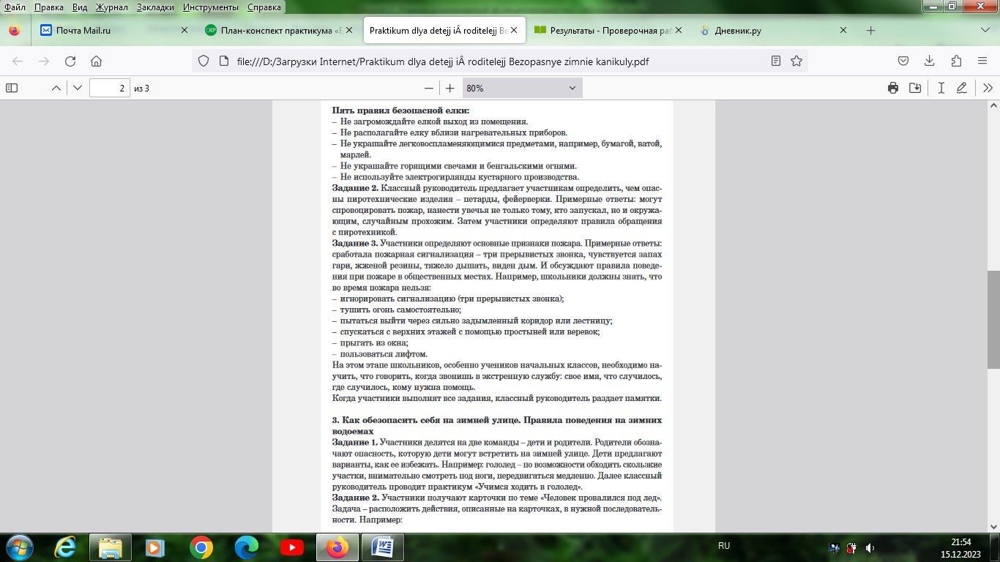 Файл Правка Вид Журнал Закладки Инструменты Справка
Почта Mail.ru
План-конспект практикума «Б
Praktikum dlya detejj iÂ roditelejj Be
Результаты - Проверочная раб
Дневник.ру
file:///D:/Загрузки Internet/Praktikum dlya detejj iÂ roditelejj Bezopasnye zimnie kanikuly.pdf
2 из 3
80%
Пять правил безопасной елки:
– Не загромождайте елкой выход из помещения.
– Не располагайте елку вблизи нагревательных приборов.
– Не украшайте легковоспламеняющимися предметами, например, бумагой, ватой,
марлей.
– Не украшайте горящими свечами и бенгальскими огнями.
– Не используйте электрогирлянды кустарного производства.
Задание 2. Классный руководитель предлагает участникам определить, чем опас-
ны пиротехнические изделия – петарды, фейерверки. Примерные ответы: могут
спровоцировать пожар, нанести увечья не только тому, кто запускал, но и окружа-
ющим, случайным прохожим. Затем участники определяют правила обращения
с пиротехникой.
Задание 3. Участники определяют основные признаки пожара. Примерные ответы:
сработала пожарная сигнализация – три прерывистых звонка, чувствуется запах
гари, жженой резины, тяжело дышать, виден дым. И обсуждают правила поведе-
ния при пожаре в общественных местах. Например, школьники должны знать, что
во время пожара нельзя:
– игнорировать сигнализацию (три прерывистых звонка);
– тушить огонь самостоятельно;
– пытаться выйти через сильно задымленный коридор или лестницу;
– спускаться с верхних этажей с помощью простыней или веревок;
– прыгать из окна;
– пользоваться лифтом.
На этом этапе школьников, особенно учеников начальных классов, необходимо на-
учить, что говорить, когда звонишь в экстренную службу: свое имя, что случилось,
где случилось, кому нужна помощь.
Когда участники выполнят все задания, классный руководитель раздает памятки.
3. Как обезопасить себя на зимней улице. Правила поведения на зимних
водоемах
Задание 1. Участники делятся на две команды – дети и родители. Родители обозна-
чают опасность, которую дети могут встретить на зимней улице. Дети предлагают
варианты, как ее избежать. Например: гололед – по возможности обходить скользкие
участки, внимательно смотреть под ноги, передвигаться медленно. Далее классный
руководитель проводит практикум «Учимся ходить в гололед».
Задание 2. Участники получают карточки по теме «Человек провалился под лед».
Задача – расположить действия, описанные на карточках, в нужной последователь-
ности. Например:
RU
21:54
15.12.2023